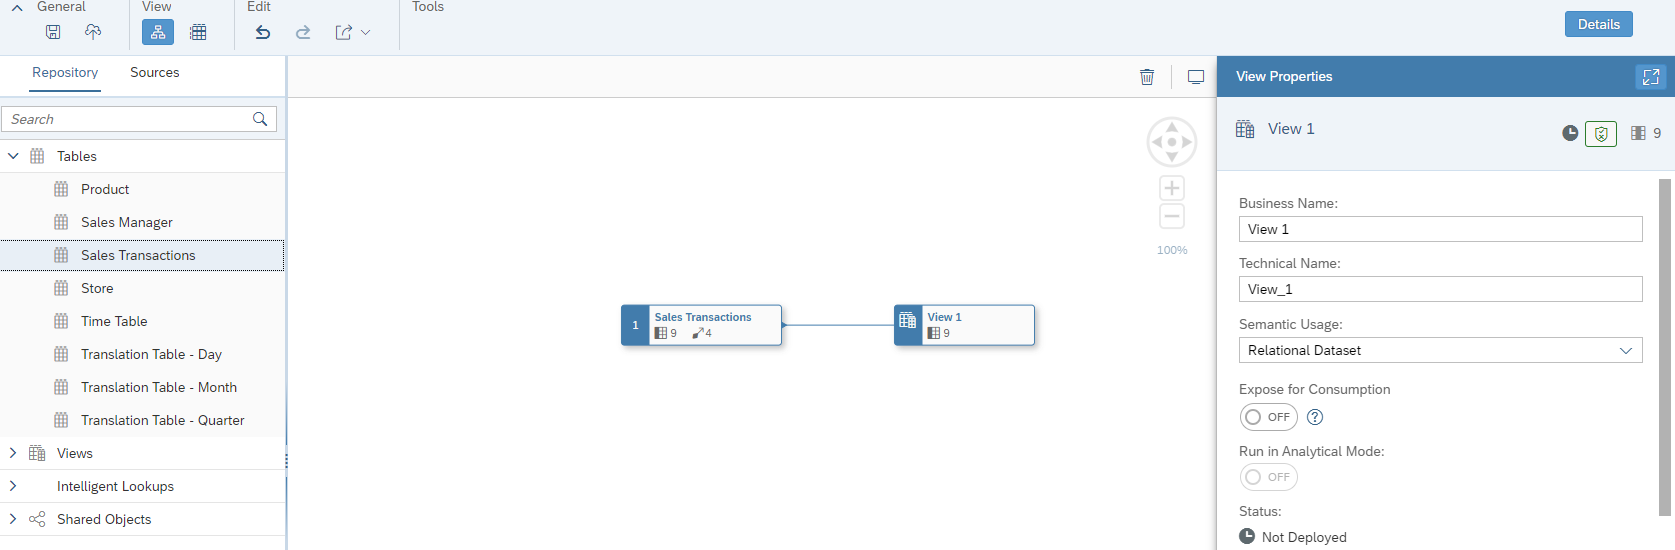 General
View
Edit
Tools
Details
Repository
Sources
Search
Tables
Product
Sales Manager
Sales Transactions
Store
Time Table
Translation Table - Day
Translation Table - Month
Translation Table - Quarter
Views
Intelligent Lookups
Shared Objects
100%
1
Sales Transactions
9
4
View 1
9
View Properties
View 1
9
Business Name:
View 1
Technical Name:
View_1
Semantic Usage:
Relational Dataset
Expose for Consumption
OFF
?
Run in Analytical Mode:
OFF
Status:
Not Deployed